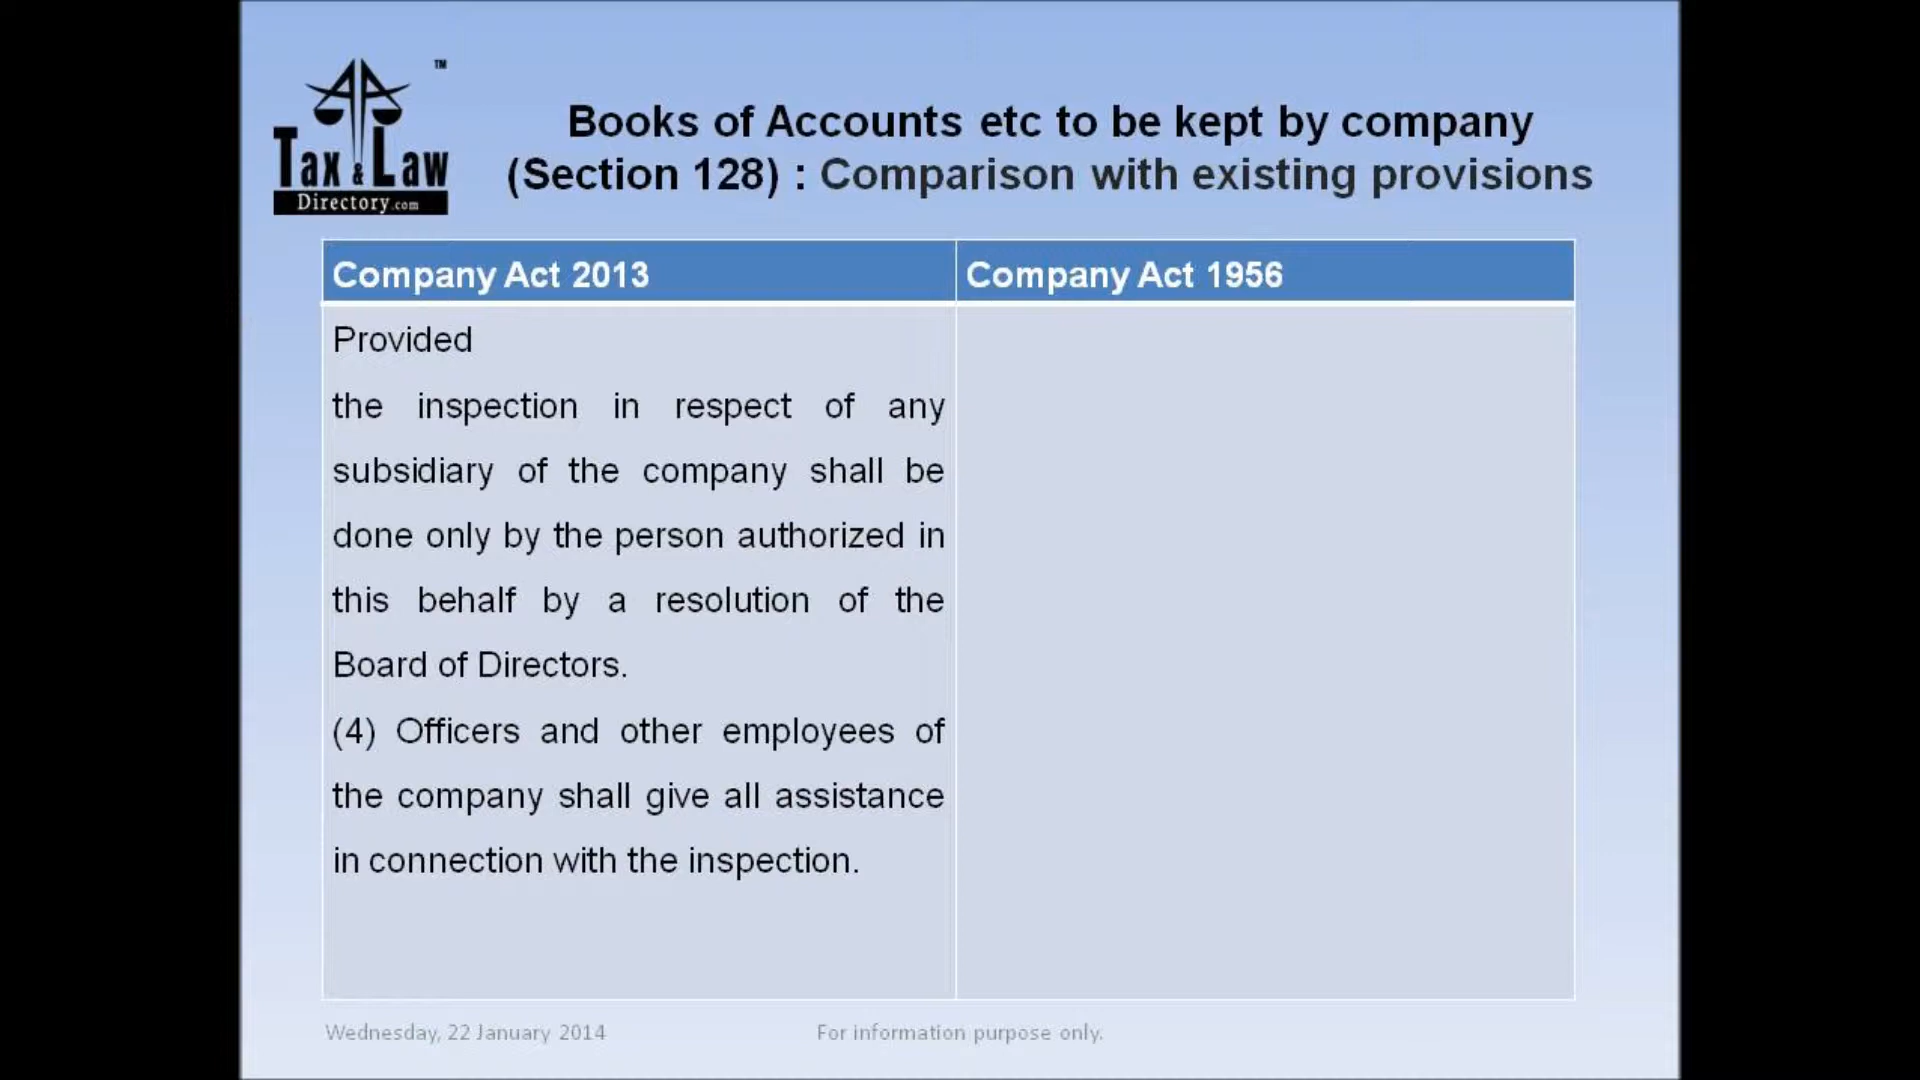 TM
Tax & Law
Directory.com
Books of Accounts etc to be kept by company
(Section 128) : Comparison with existing provisions
Company Act 2013
Company Act 1956
Provided
the inspection in respect of any
subsidiary of the company shall be
done only by the person authorized in
this behalf by a resolution of the
Board of Directors.
(4) Officers and other employees of
the company shall give all assistance
in connection with the inspection.
Wednesday, 22 January 2014
For information purpose only.